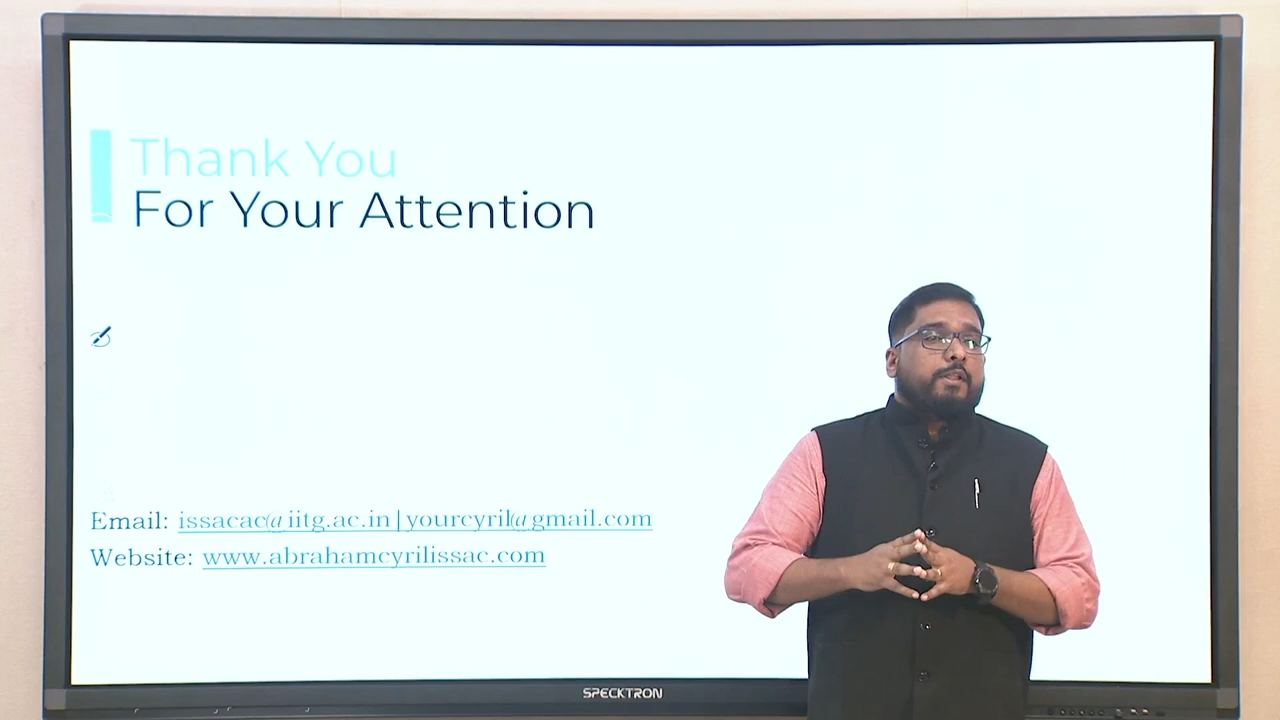 Thank You
For Your Attention
Email: issacac@iitg.ac.in|yourcyril@gmail.com
Website: www.abrahamcyrilissac.com
SPECKTRON